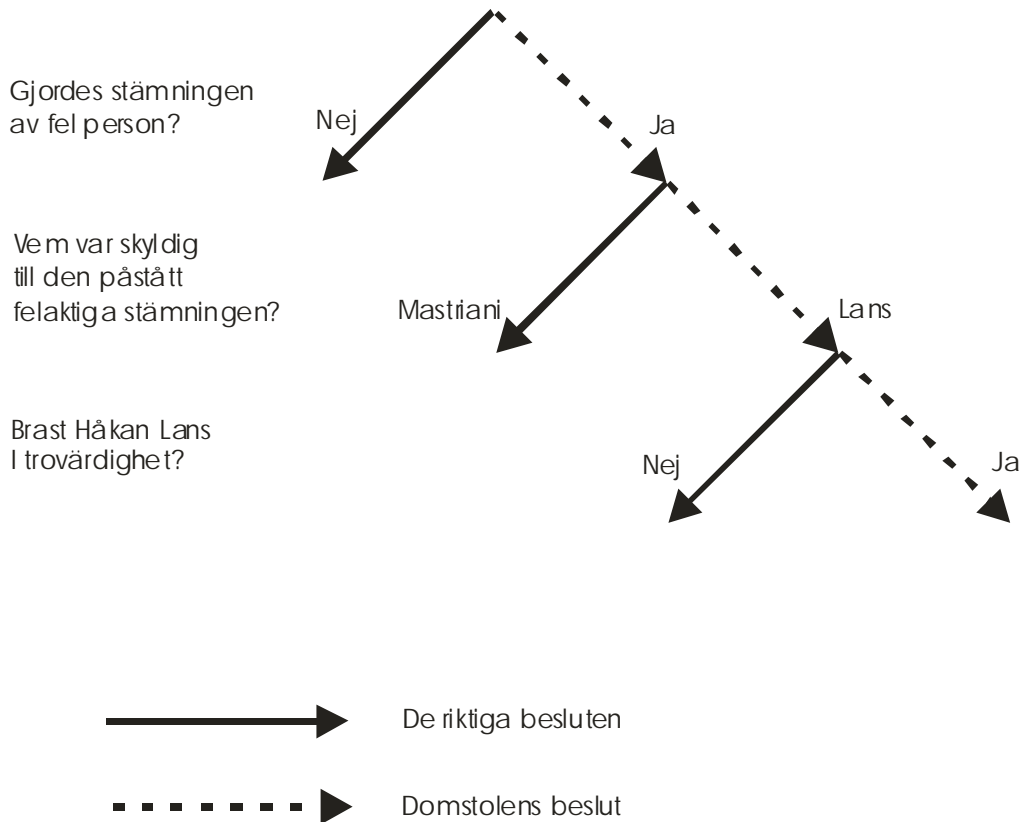 Gjordes stämningen
av fel person?
Nej
Ja
Vem var skyldig
till den påstått
felaktiga stämningen?
Mastriani
Lans
Brast Håkan Lans
I trovärdighet?
Nej
Ja
De riktiga besluten
Domstolens beslut